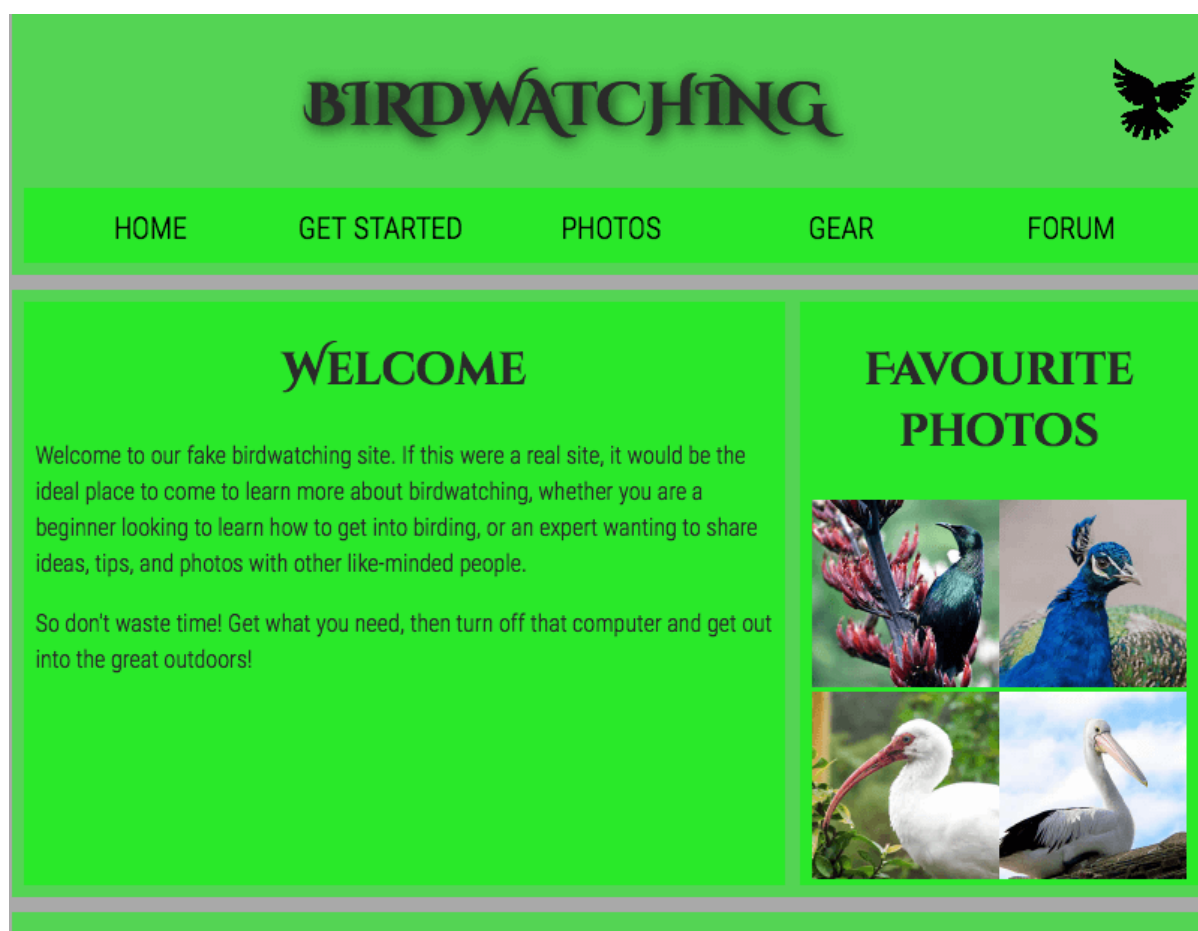 BIRDWATCHING
HOME GET STARTED PHOTOS GEAR FORUM
WELCOME
Welcome to our fake birdwatching site. If this were a real site, it would be the
ideal place to come to learn more about birdwatching, whether you are a
beginner looking to learn how to get into birding, or an expert wanting to share
ideas, tips, and photos with other like-minded people.
So don't waste time! Get what you need, then turn off that computer and get out
into the great outdoors!
FAVOURITE
PHOTOS